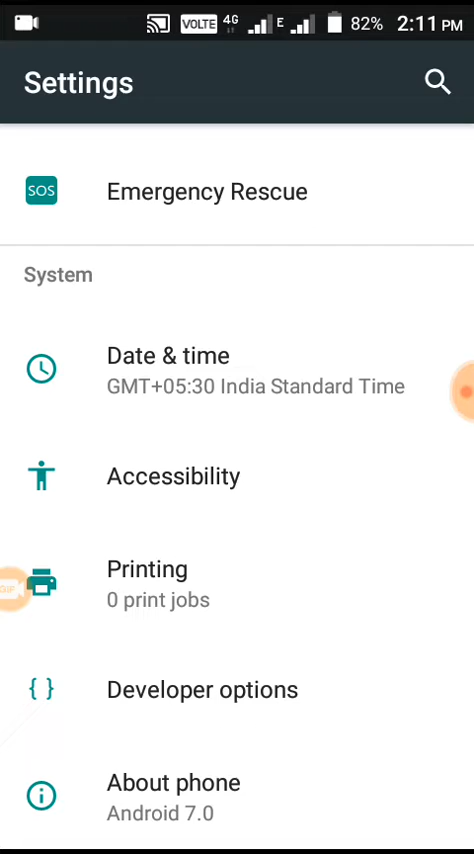 VOLTE 4G E 82% 2:11 PM
Settings
SOS Emergency Rescue
System
Date & time
GMT+05:30 India Standard Time
Accessibility
Printing
0 print jobs
GIF
{ } Developer options
About phone
Android 7.0